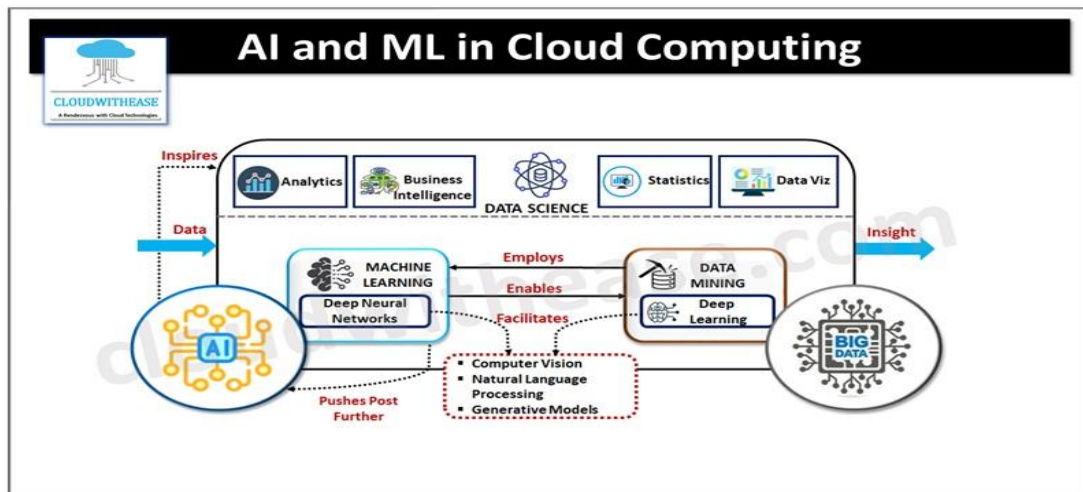 AI and ML in Cloud Computing
CLOUDWITHEASE
A Rendezvous with Cloud Technologies
Inspires
Analytics
Business
Intelligence
DATA SCIENCE
Statistics
Data Viz
Data
Insight
MACHINE
LEARNING
Deep Neural
Networks
Employs
Enables
Facilitates
DATA
MINING
Deep
Learning
AI
BIG
DATA
▪ Computer Vision
▪ Natural Language
Processing
▪ Generative Models
Pushes Post
Further
cloudwithease.com